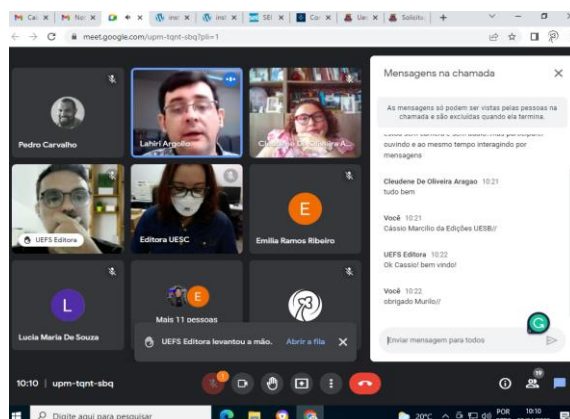 meet.google.com/upm-tqnt-sbq?pli=1
Pedro Carvalho
Lahiri Argollo
Cleudene De Oliveira A...
UEFS Editora
Editora UESC
E
Emilia Ramos Ribeiro
L
Lucia Maria De Souza
E
Mais 11 pessoas
UEFS Editora levantou a mão. Abrir a fila
10:10 | upm-tqnt-sbq
Mensagens na chamada
As mensagens só podem ser vistas pelas pessoas na
chamada e são excluídas quando ela termina.
ouvindo e ao mesmo tempo interagindo por
mensagens
Cleudene De Oliveira Aragao 10:21
tudo bem
Você 10:21
Cássio Marcilio da Edições UESB//
UEFS Editora 10:22
Ok Cassio! bem vindo!
Você 10:22
obrigado Murilo//
Enviar mensagem para todos
19
Digite aqui para pesquisar
20°C
POR
10:10